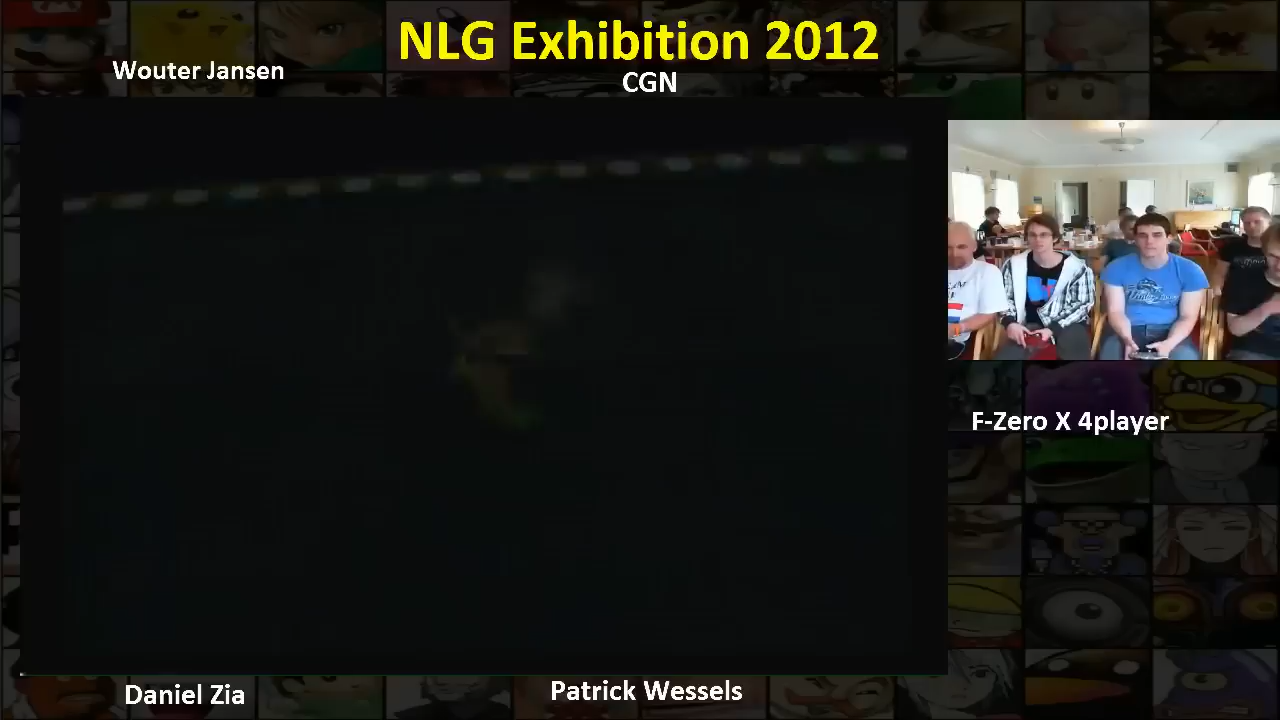 NLG Exhibition 2012
Wouter Jansen
CGN
F-Zero X 4player
Daniel Zia
Patrick Wessels